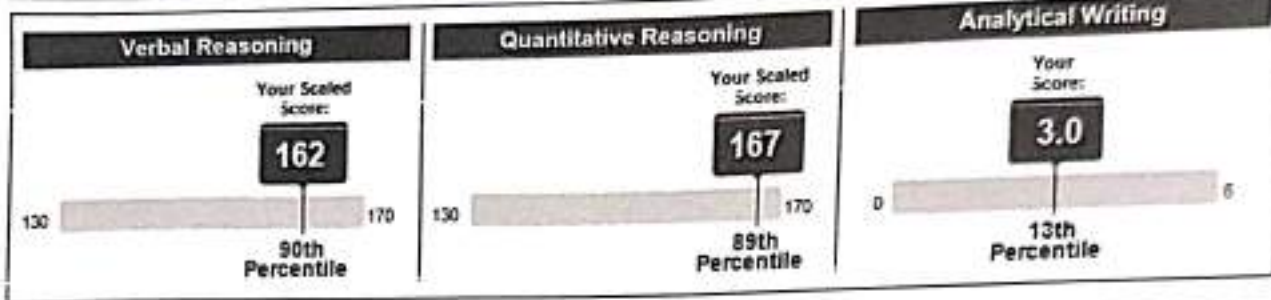 Verbal Reasoning
Your Scaled
Score:
162
130
170
90th
Percentile
Quantitative Reasoning
Your Scaled
Score:
167
130
170
89th
Percentile
Analytical Writing
Your
Score:
3.0
0
6
13th
Percentile